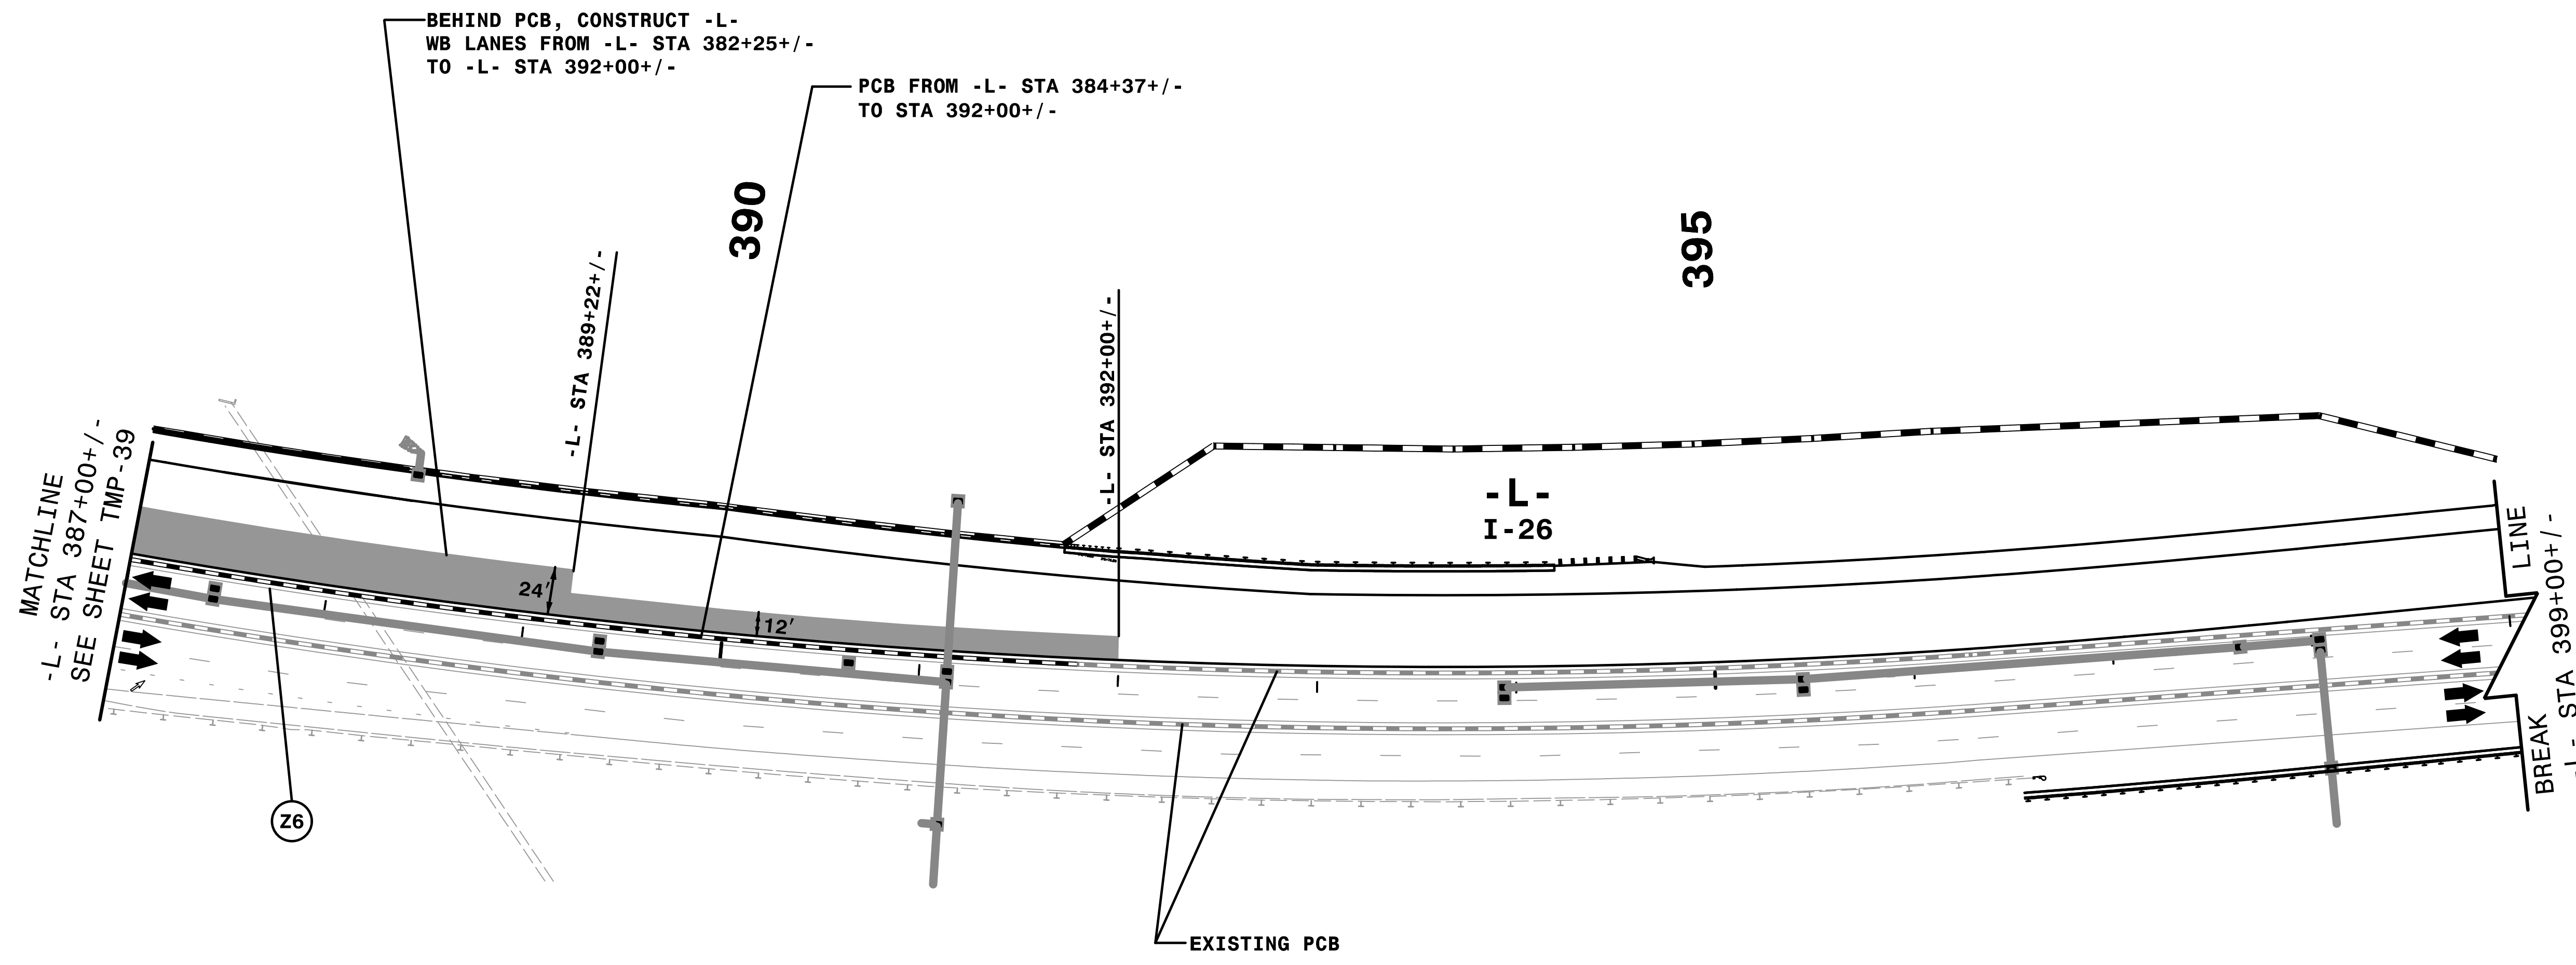 BEHIND PCB, CONSTRUCT -L-
WB LANES FROM -L- STA 382+25+/-
TO -L- STA 392+00+/-
PCB FROM -L- STA 384+37+/-
TO STA 392+00+/-
390
395
-L- STA 389+22+/-
-L- STA 392+00+/-
MATCHLINE
-L- STA 387+00+/-
SEE SHEET TMP-39
24'
12'
-L-
I-26
BREAK LINE
-L- STA 399+00+/-
Z6
EXISTING PCB